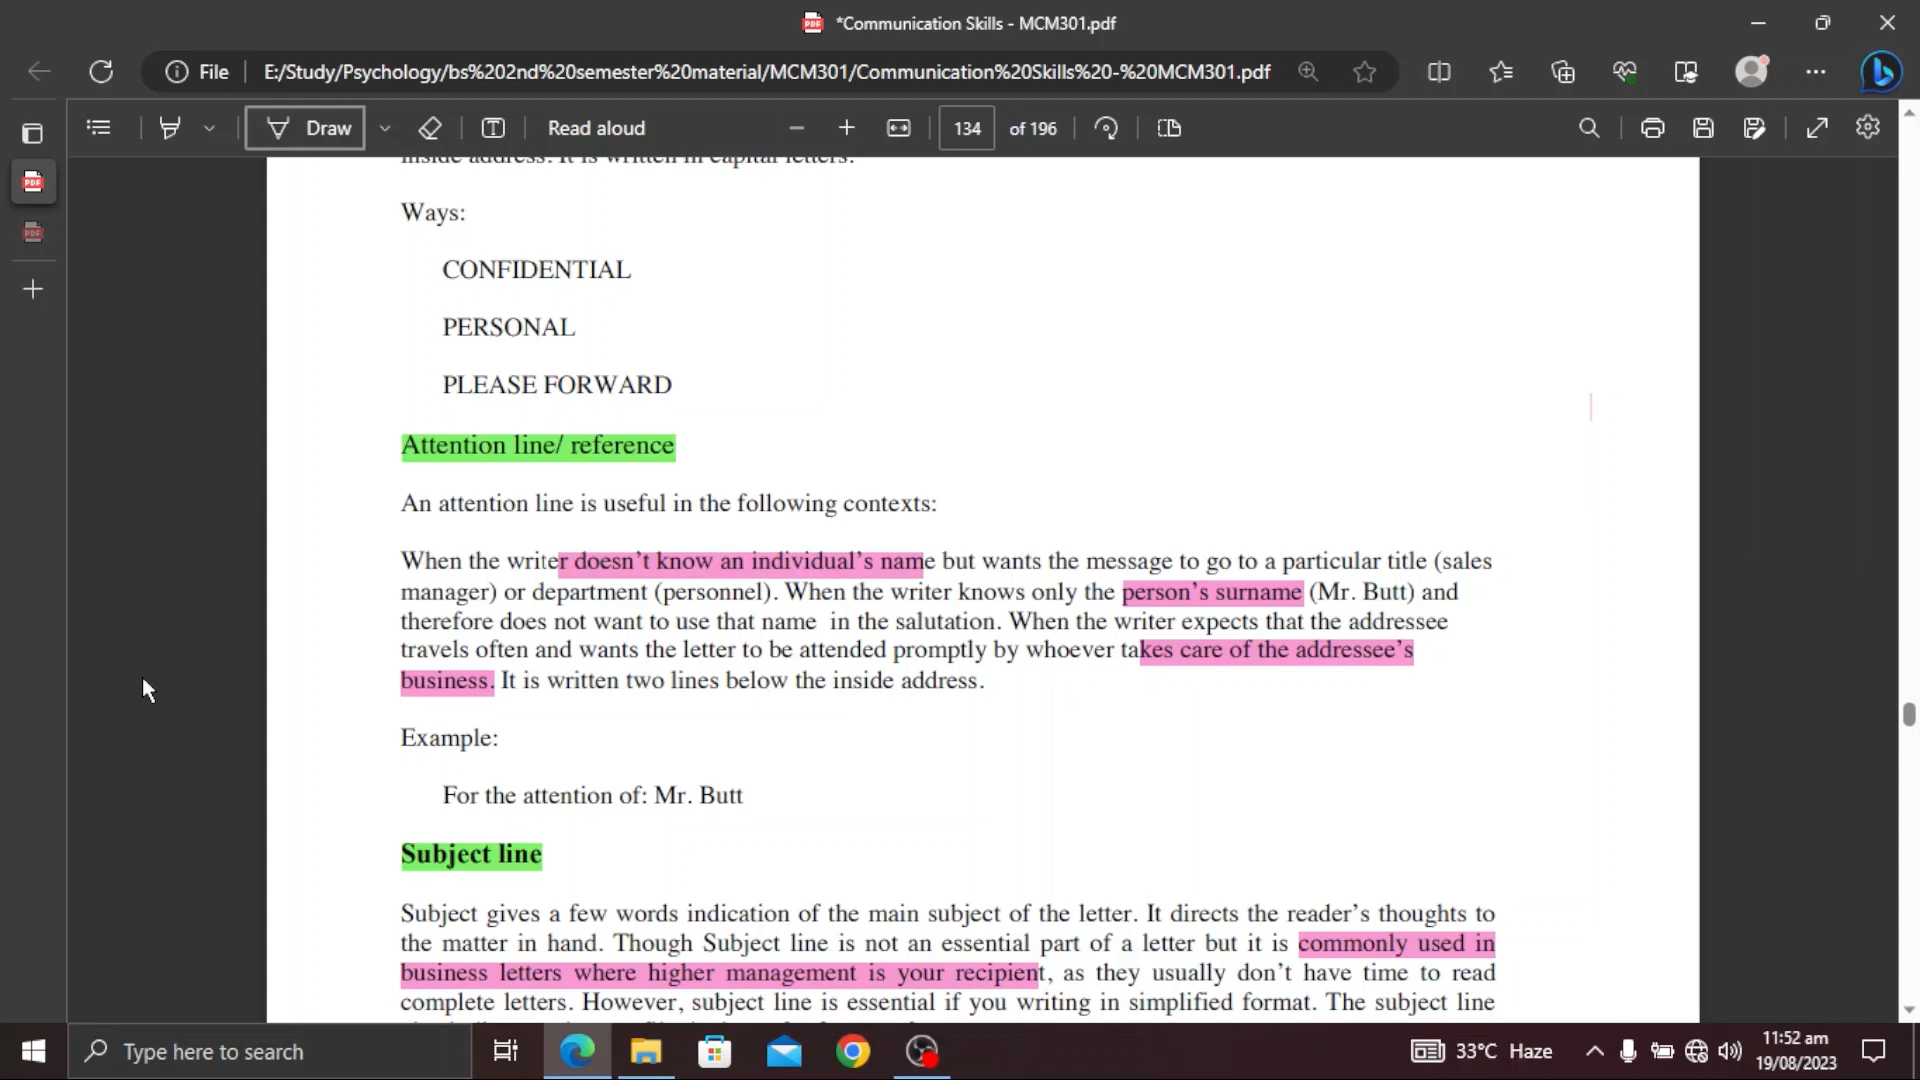 *Communication Skills - MCM301.pdf
File
E:/Study/Psychology/bs%202nd%20semester%20material/MCM301/Communication%20Skills%20-%20MCM301.pdf
Draw
Read aloud
134 of 196
inside address. It is written in capital letters.
Ways:
CONFIDENTIAL
PERSONAL
PLEASE FORWARD
Attention line/ reference
An attention line is useful in the following contexts:
When the writer doesn't know an individual's name but wants the message to go to a particular title (sales
manager) or department (personnel). When the writer knows only the person's surname (Mr. Butt) and
therefore does not want to use that name in the salutation. When the writer expects that the addressee
travels often and wants the letter to be attended promptly by whoever takes care of the addressee's
business. It is written two lines below the inside address.
Example:
For the attention of: Mr. Butt
Subject line
Subject gives a few words indication of the main subject of the letter. It directs the reader's thoughts to
the matter in hand. Though Subject line is not an essential part of a letter but it is commonly used in
business letters where higher management is your recipient, as they usually don't have time to read
complete letters. However, subject line is essential if you writing in simplified format. The subject line
Type here to search
33°C Haze
11:52 am
19/08/2023